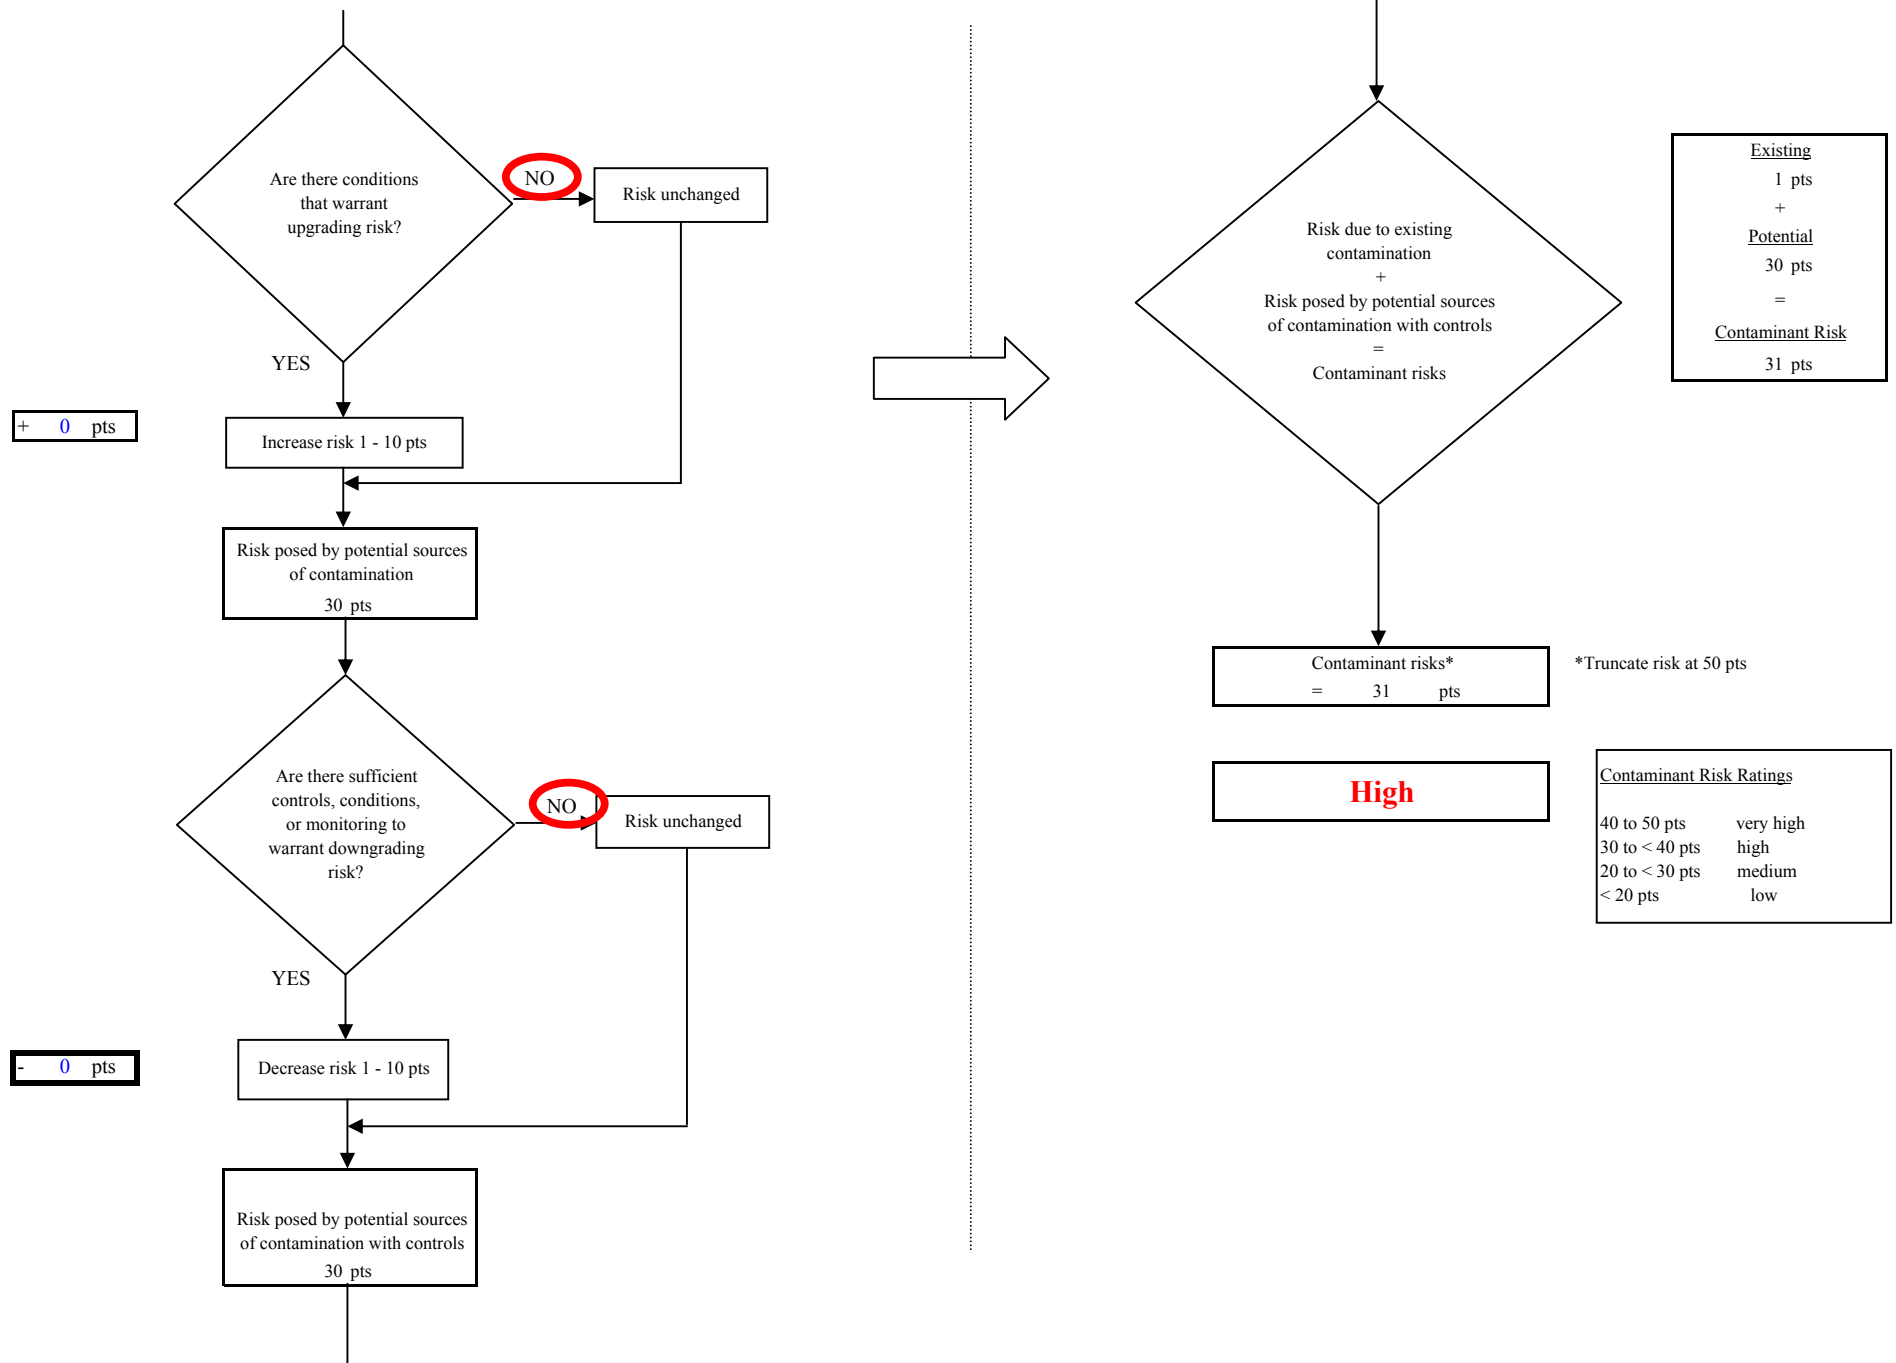 Are there conditions
that warrant
upgrading risk?
NO
Risk unchanged
YES
+ 0 pts
Increase risk 1 - 10 pts
Risk posed by potential sources
of contamination
30 pts
Are there sufficient
controls, conditions,
or monitoring to
warrant downgrading
risk?
NO
Risk unchanged
YES
- 0 pts
Decrease risk 1 - 10 pts
Risk posed by potential sources
of contamination with controls
30 pts
Risk due to existing
contamination
+
Risk posed by potential sources
of contamination with controls
=
Contaminant risks
Existing
1 pts
+
Potential
30 pts
=
Contaminant Risk
31 pts
Contaminant risks*
= 31 pts
*Truncate risk at 50 pts
High
Contaminant Risk Ratings
40 to 50 pts very high
30 to < 40 pts high
20 to < 30 pts medium
< 20 pts low